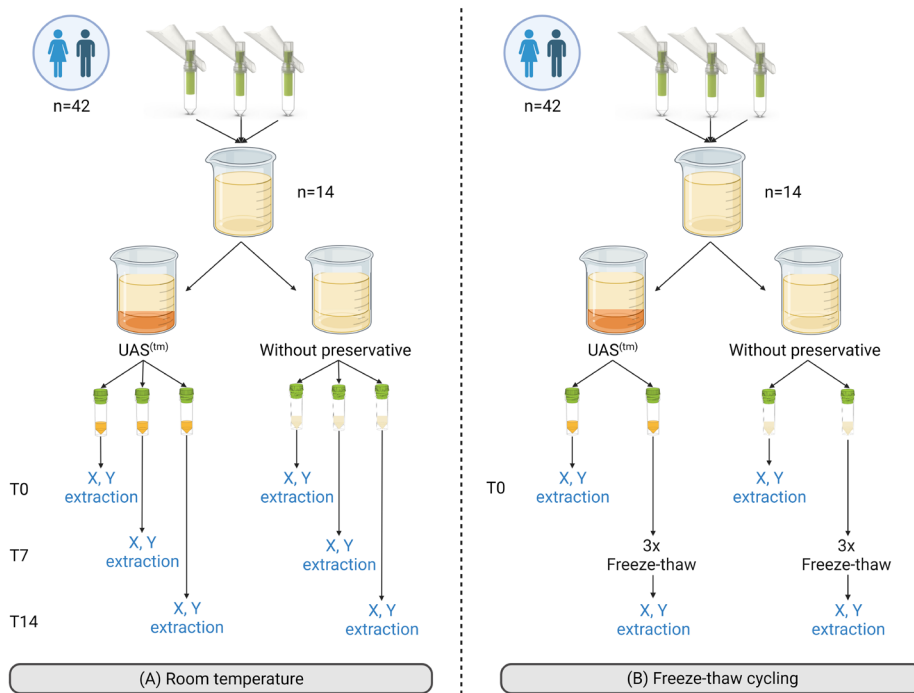 n=42
n=14
UAS(tm)
Without preservative
T0
X, Y
extraction
X, Y
extraction
T7
X, Y
extraction
X, Y
extraction
T14
X, Y
extraction
X, Y
extraction
(A) Room temperature
n=42
n=14
UAS(tm)
Without preservative
T0
X, Y
extraction
X, Y
extraction
3x
Freeze-thaw
3x
Freeze-thaw
X, Y
extraction
X, Y
extraction
(B) Freeze-thaw cycling